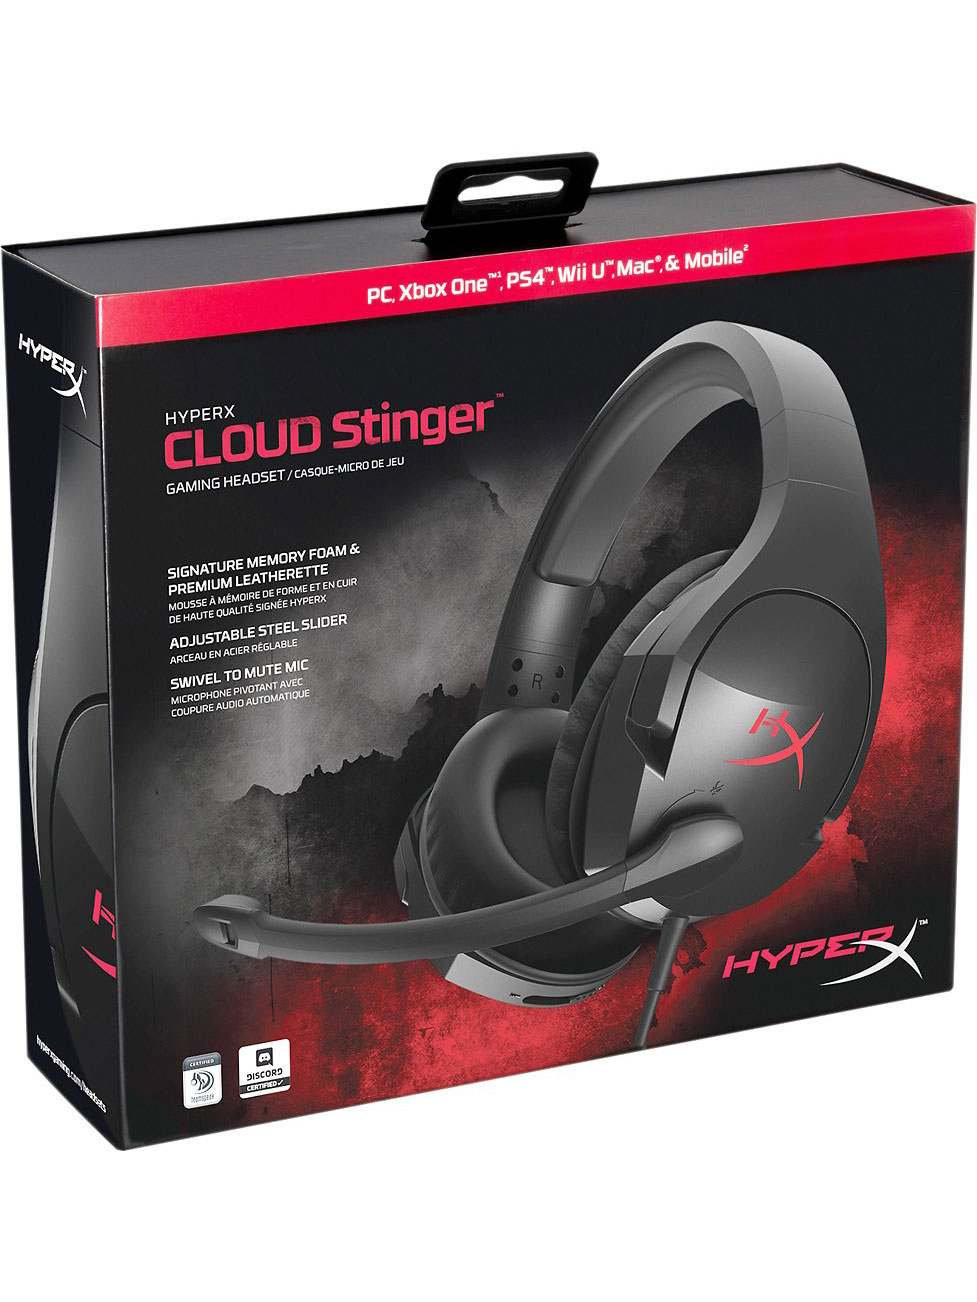 PC, Xbox One™¹, PS4™, Wii U™, Mac®, & Mobile²
HYPERX™
HYPERX
CLOUD Stinger™
GAMING HEADSET / CASQUE-MICRO DE JEU
SIGNATURE MEMORY FOAM &
PREMIUM LEATHERETTE
MOUSSE À MÉMOIRE DE FORME ET EN CUIR
DE HAUTE QUALITÉ SIGNÉE HYPERX
ADJUSTABLE STEEL SLIDER
ARCEAU EN ACIER RÉGLABLE
SWIVEL TO MUTE MIC
MICROPHONE PIVOTANT AVEC
COUPURE AUDIO AUTOMATIQUE
R
HX
H
HYPERX™
hyperxgaming.com/headsets
CERTIFIED
teamspeak
DISCORD
CERTIFIED ✓